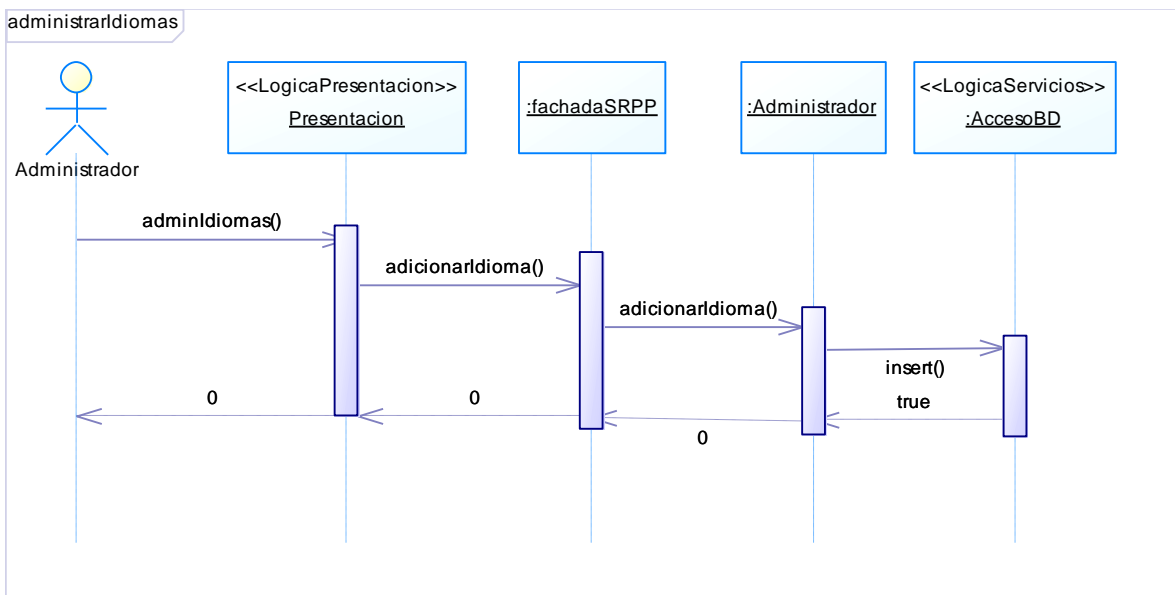 administrarIdiomas
Administrador
<<LogicaPresentacion>>
Presentacion
:fachadaSRPP
:Administrador
<<LogicaServicios>>
:AccesoBD
adminIdiomas()
adicionarIdioma()
adicionarIdioma()
insert()
true
0
0
0